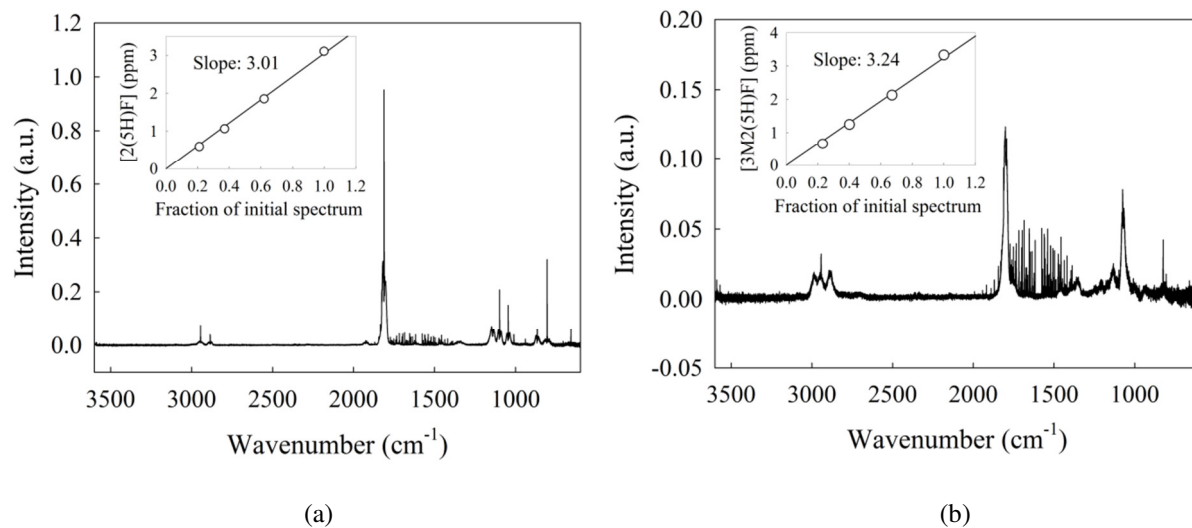 a)
b)
1.2
1.0
0.8
0.6
0.4
0.2
0.0
Intensity (a.u.)
3500 3000 2500 2000 1500 1000
Wavenumber (cm⁻¹)
[2(5H)F] (ppm)
3
2
1
0
Slope: 3.01
0.0 0.2 0.4 0.6 0.8 1.0 1.2
Fraction of initial spectrum
(a)
0.20
0.15
0.10
0.05
0.00
-0.05
Intensity (a.u.)
3500 3000 2500 2000 1500 1000
Wavenumber (cm⁻¹)
[3M2(5H)F] (ppm)
4
3
2
1
0
Slope: 3.24
0.0 0.2 0.4 0.6 0.8 1.0 1.2
Fraction of initial spectrum
(b)